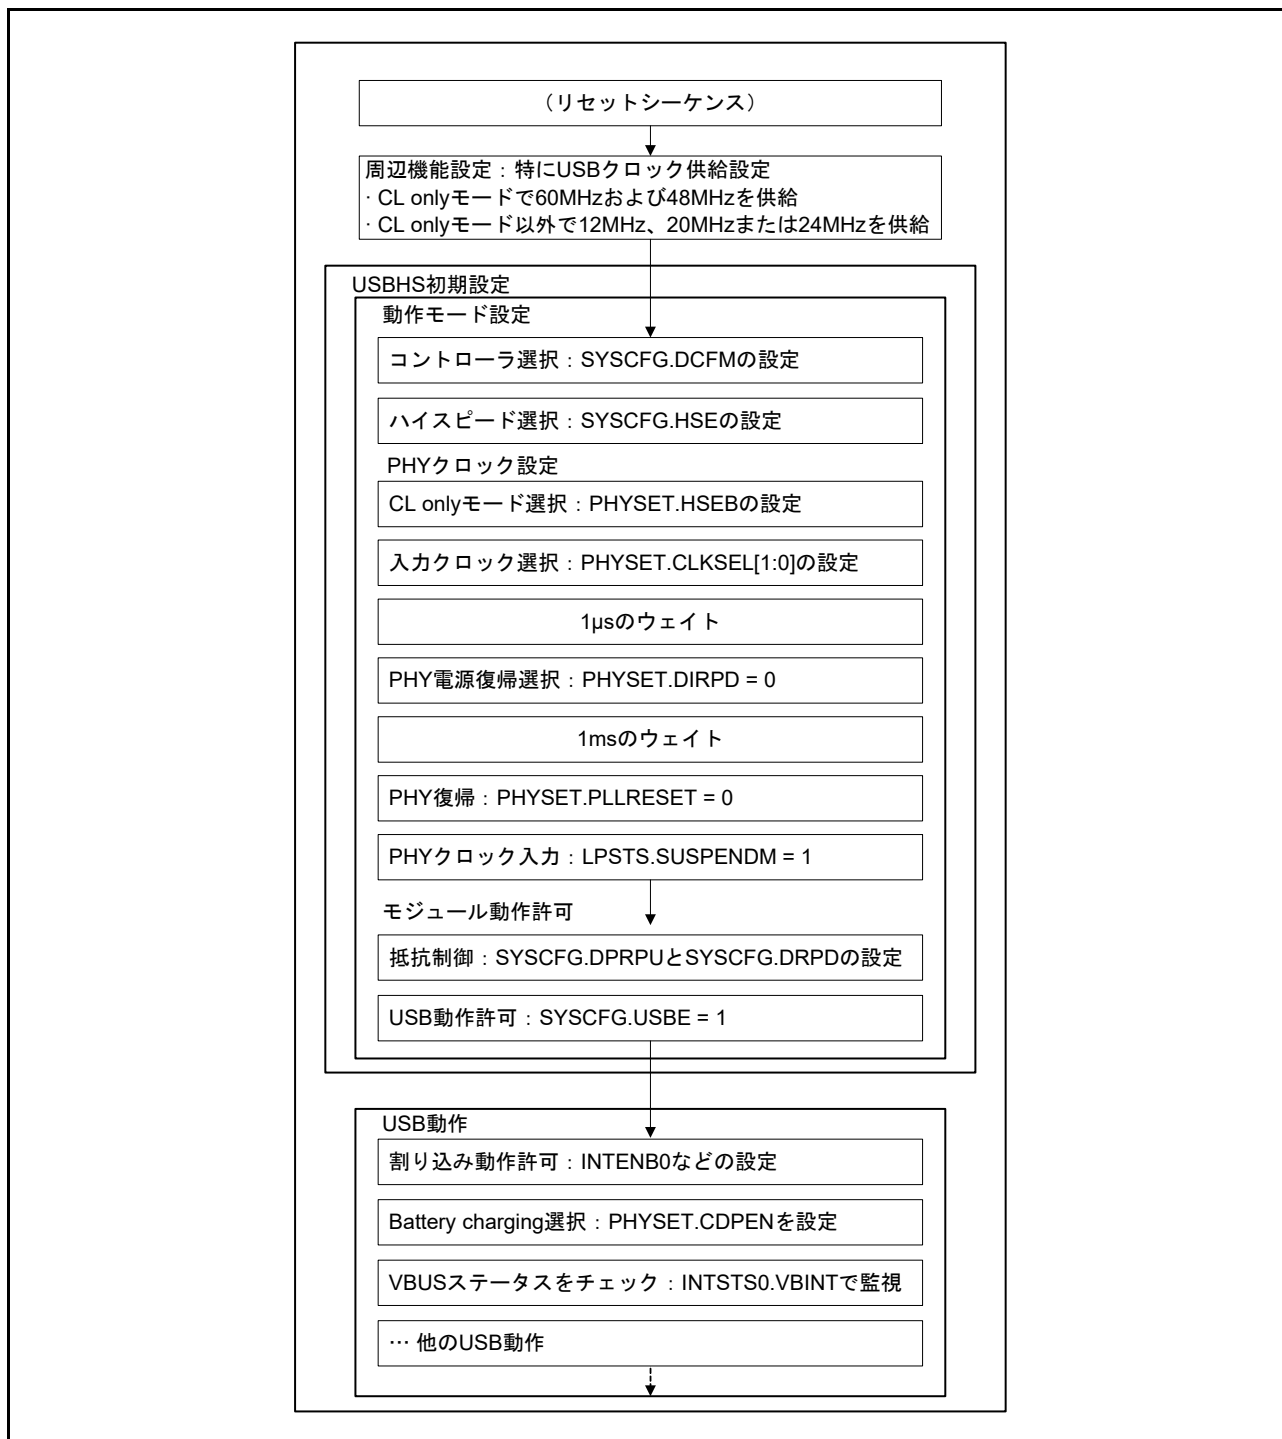 （リセットシーケンス）
周辺機能設定：特にUSBクロック供給設定
· CL onlyモードで60MHzおよび48MHzを供給
· CL onlyモード以外で12MHz、20MHzまたは24MHzを供給
USBHS初期設定
動作モード設定
コントローラ選択：SYSCFG.DCFMの設定
ハイスピード選択：SYSCFG.HSEの設定
PHYクロック設定
CL onlyモード選択：PHYSET.HSEBの設定
入力クロック選択：PHYSET.CLKSEL[1:0]の設定
1μsのウェイト
PHY電源復帰選択：PHYSET.DIRPD = 0
1msのウェイト
PHY復帰：PHYSET.PLLRESET = 0
PHYクロック入力：LPSTS.SUSPENDM = 1
モジュール動作許可
抵抗制御：SYSCFG.DPRPUとSYSCFG.DRPDの設定
USB動作許可：SYSCFG.USBE = 1
USB動作
割り込み動作許可：INTENB0などの設定
Battery charging選択：PHYSET.CDPENを設定
VBUSステータスをチェック：INTSTS0.VBINTで監視
… 他のUSB動作